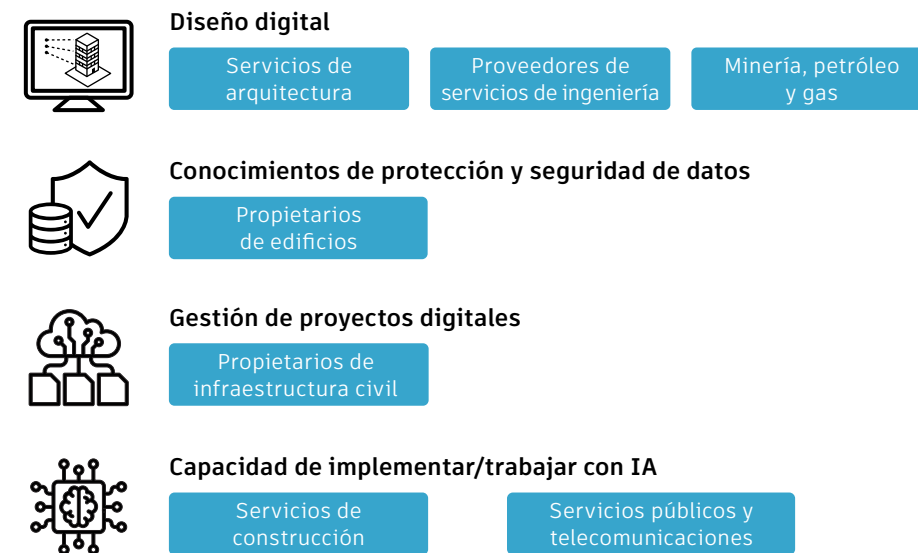 Diseño digital
Servicios de
arquitectura
Proveedores de
servicios de ingeniería
Minería, petróleo
y gas
Conocimientos de protección y seguridad de datos
Propietarios
de edificios
Gestión de proyectos digitales
Propietarios de
infraestructura civil
Capacidad de implementar/trabajar con IA
Servicios de
construcción
Servicios públicos y
telecomunicaciones